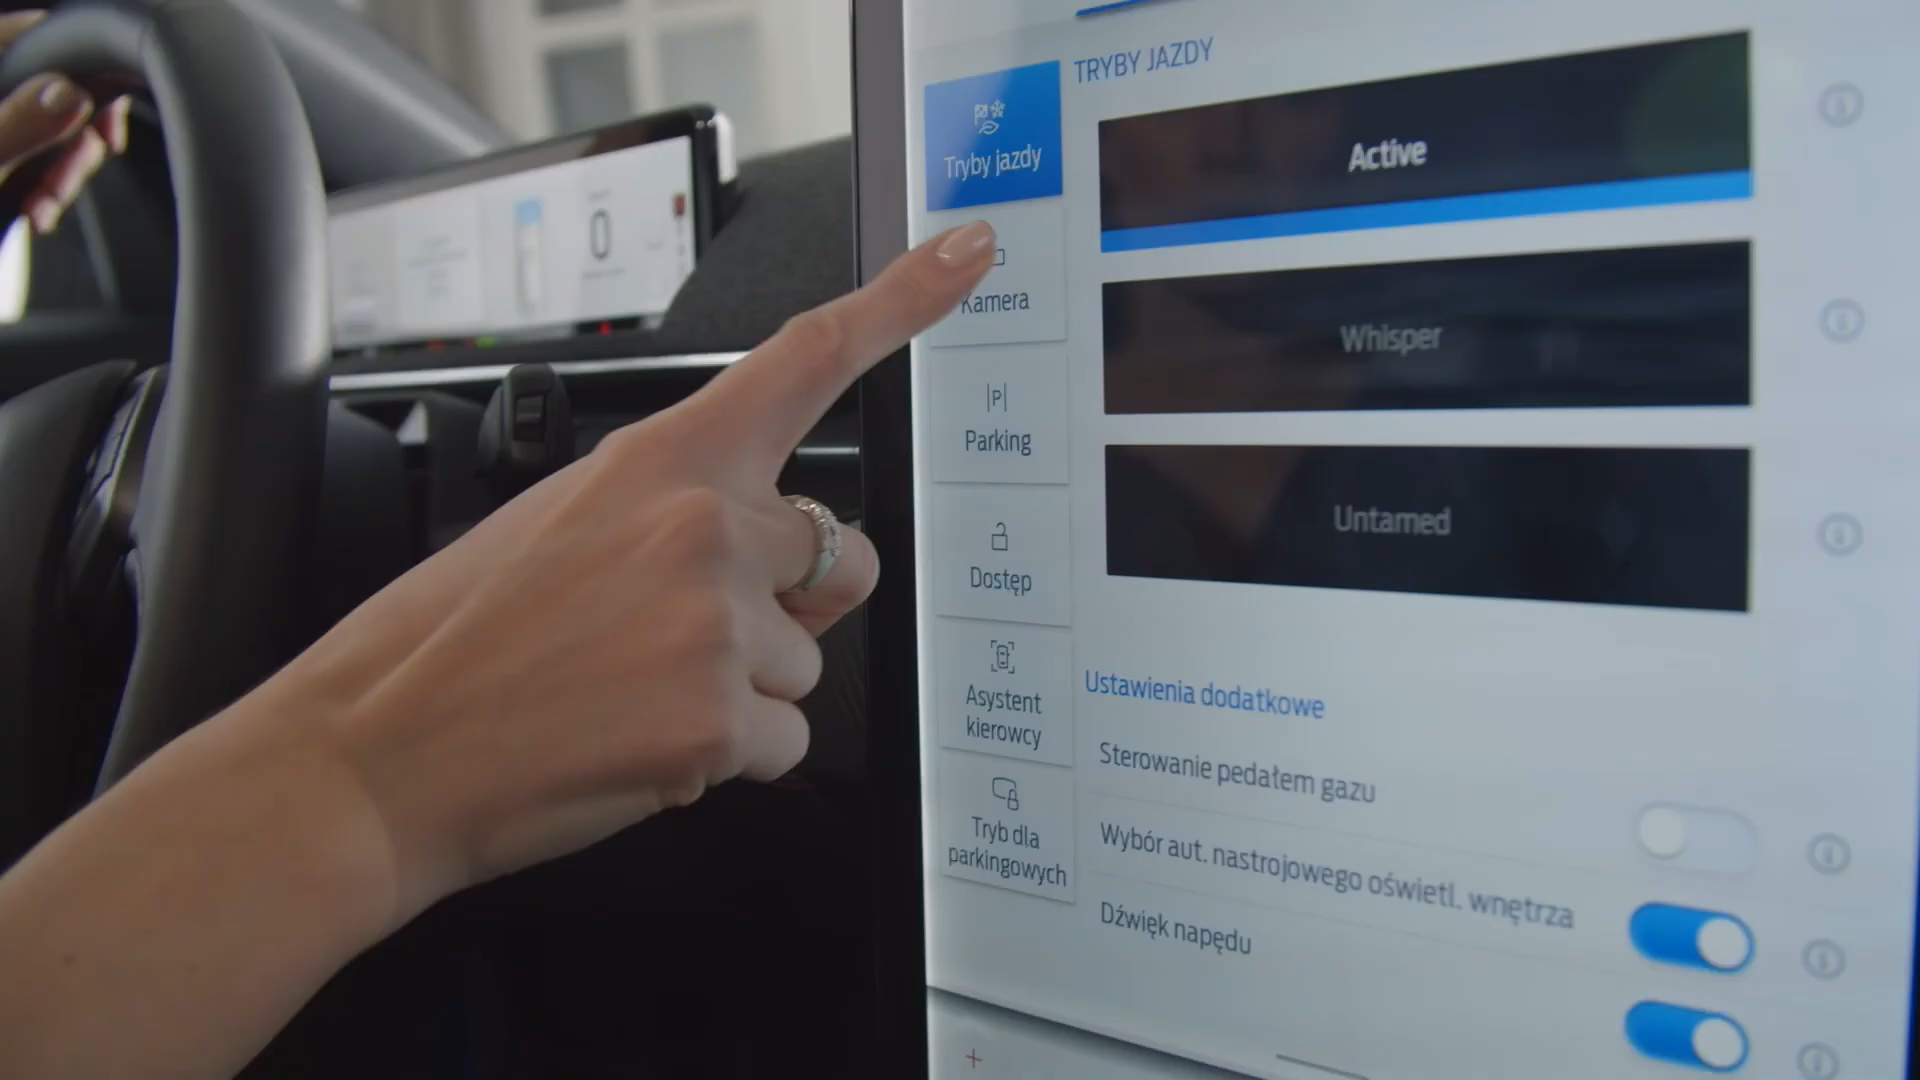 TRYBY JAZDY
Tryby jazdy
Active
Kamera
Whisper
Parking
Untamed
Dostęp
Asystent
kierowcy
Ustawienia dodatkowe
Sterowanie pedałem gazu
Tryb dla
parkingowych
Wybór aut. nastrojowego oświetl. wnętrza
Dźwięk napędu
0